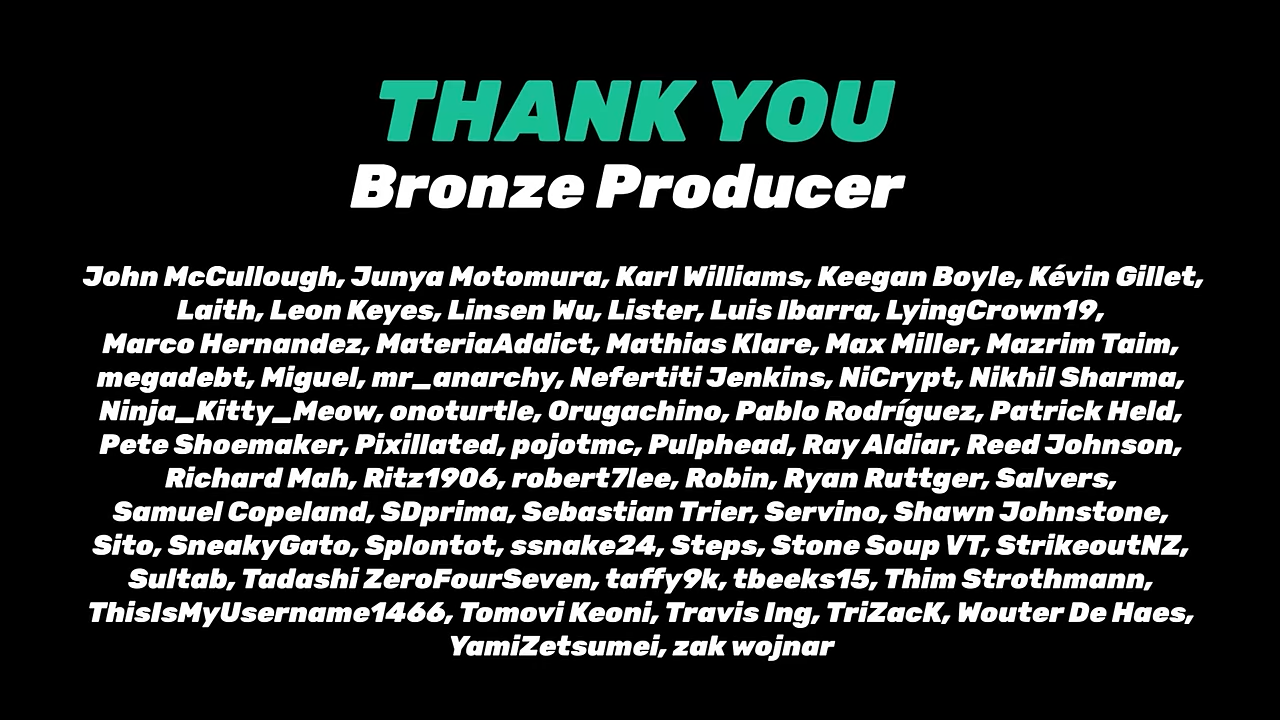 THANK YOU
Bronze Producer
John McCullough, Junya Motomura, Karl Williams, Keegan Boyle, Kévin Gillet,
Laith, Leon Keyes, Linsen Wu, Lister, Luis Ibarra, LyingCrown19,
Marco Hernandez, MateriaAddict, Mathias Klare, Max Miller, Mazrim Taim,
megadebt, Miguel, mr_anarchy, Nefertiti Jenkins, NiCrypt, Nikhil Sharma,
Ninja_Kitty_Meow, onoturtle, Orugachino, Pablo Rodríguez, Patrick Held,
Pete Shoemaker, Pixillated, pojotmc, Pulphead, Ray Aldiar, Reed Johnson,
Richard Mah, Ritz1906, robert7lee, Robin, Ryan Ruttger, Salvers,
Samuel Copeland, SDprima, Sebastian Trier, Servino, Shawn Johnstone,
Sito, SneakyGato, Splontot, ssnake24, Steps, Stone Soup VT, StrikeoutNZ,
Sultab, Tadashi ZeroFourSeven, taffy9k, tbeeks15, Thim Strothmann,
ThisIsMyUsername1466, Tomovi Keoni, Travis Ing, TriZacK, Wouter De Haes,
YamiZetsumei, zak wojnar